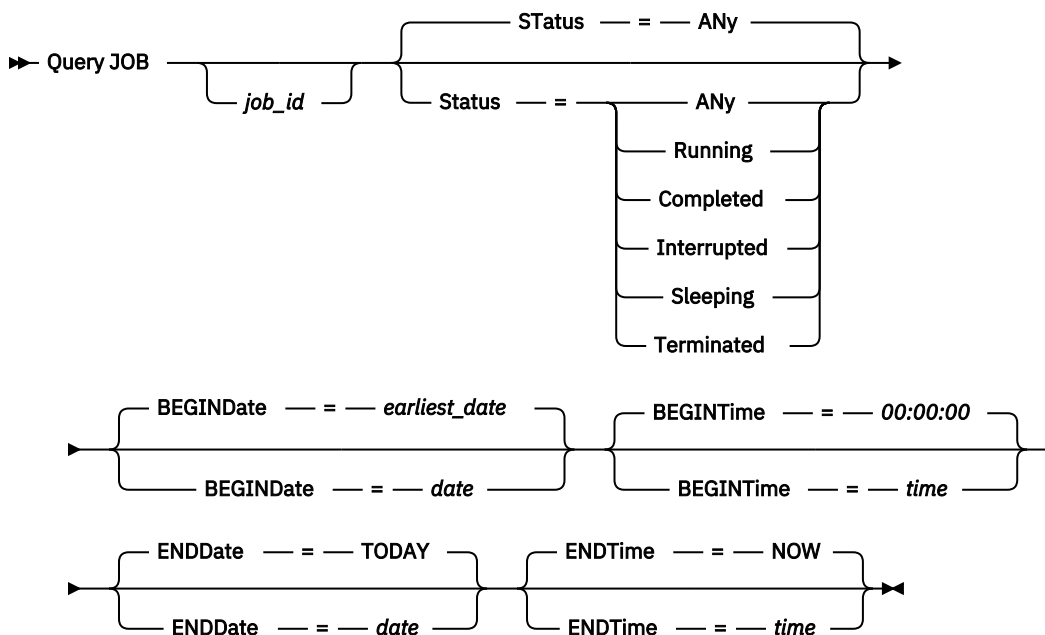 STatus = ANy
Query JOB
job_id
Status = ANy
Running
Completed
Interrupted
Sleeping
Terminated
BEGINDate = earliest_date
BEGINTime = 00:00:00
BEGINDate = date
BEGINTime = time
ENDDate = TODAY
ENDTime = NOW
ENDDate = date
ENDTime = time